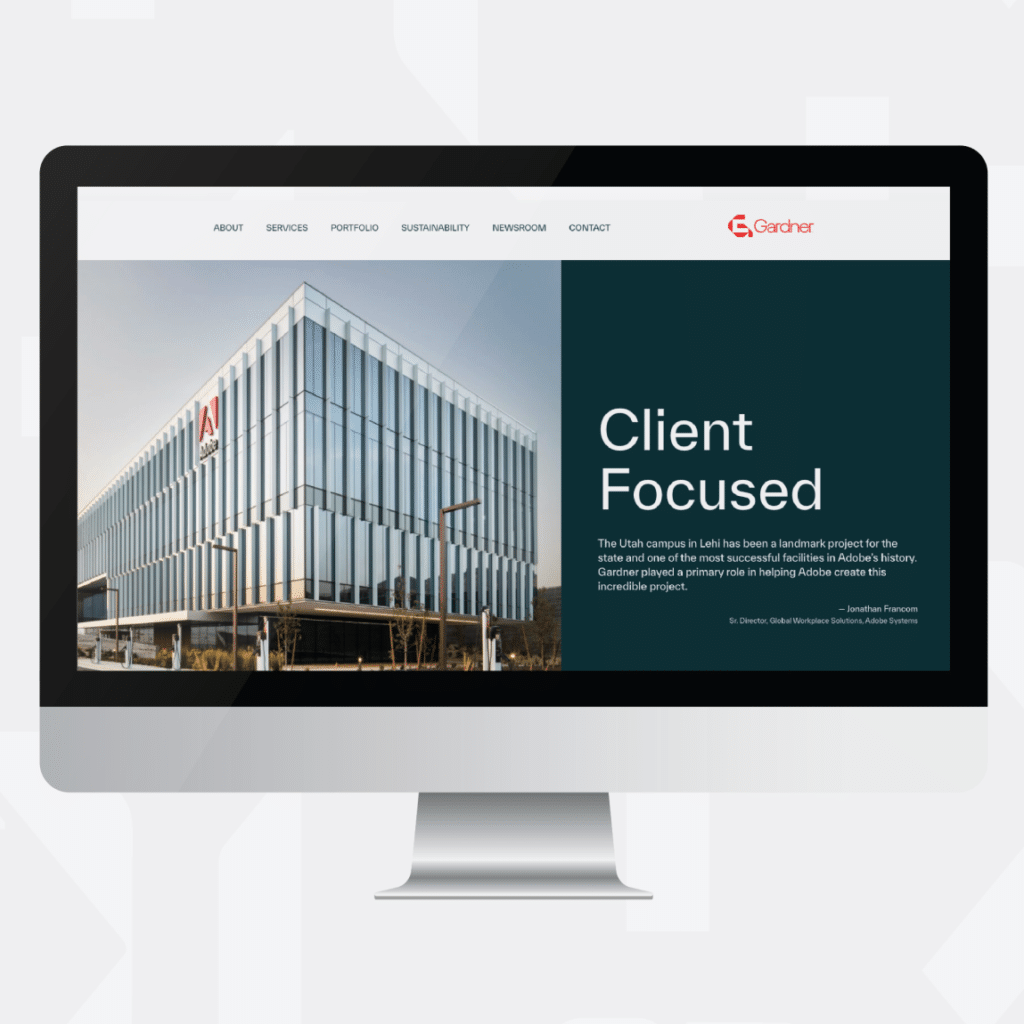 ABOUT SERVICES PORTFOLIO SUSTAINABILITY NEWSROOM CONTACT
Gardner
Adobe
Client
Focused
The Utah campus in Lehi has been a landmark project for the
state and one of the most successful facilities in Adobe's history.
Gardner played a primary role in helping Adobe create this
incredible project.
— Jonathan Francom
Sr. Director, Global Workplace Solutions, Adobe Systems